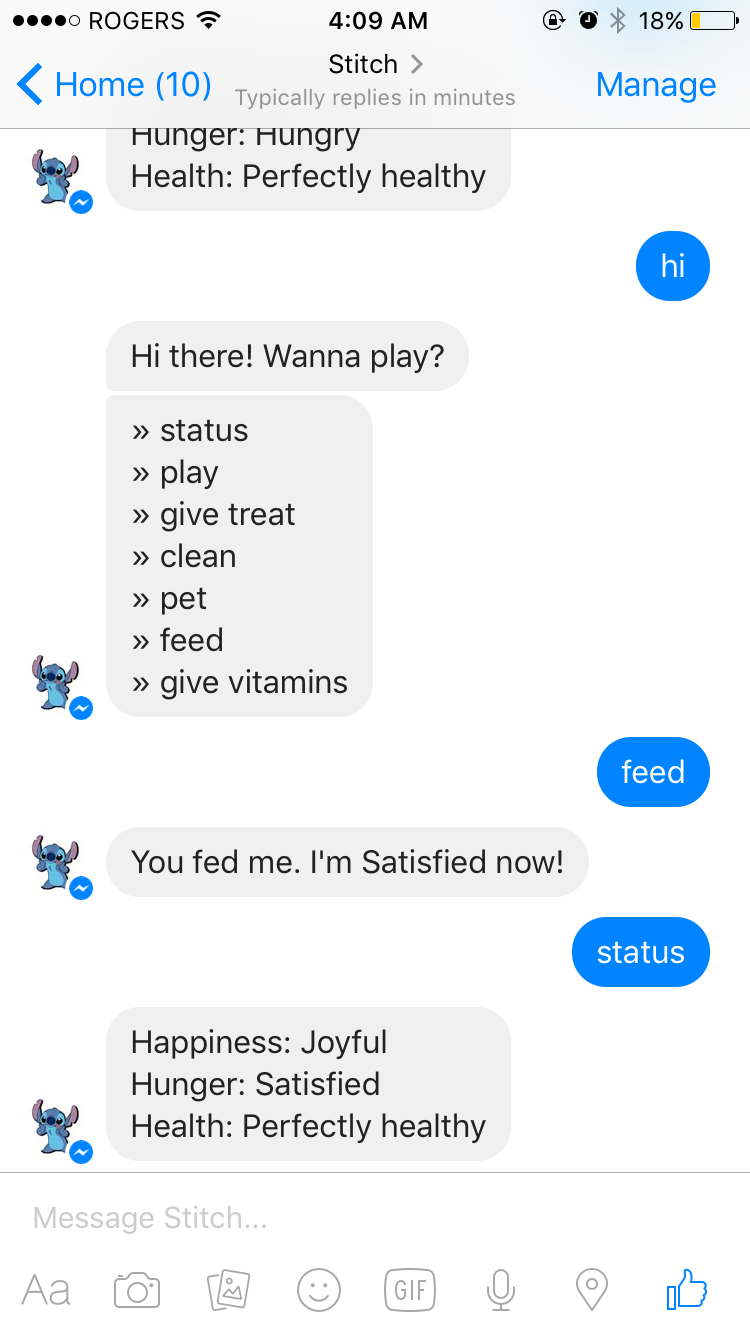 ROGERS 4:09 AM 18%
Home (10) Stitch Manage
Typically replies in minutes
Hunger: Hungry
Health: Perfectly healthy
hi
Hi there! Wanna play?
» status
» play
» give treat
» clean
» pet
» feed
» give vitamins
feed
You fed me. I'm Satisfied now!
status
Happiness: Joyful
Hunger: Satisfied
Health: Perfectly healthy
Message Stitch...
Aa GIF